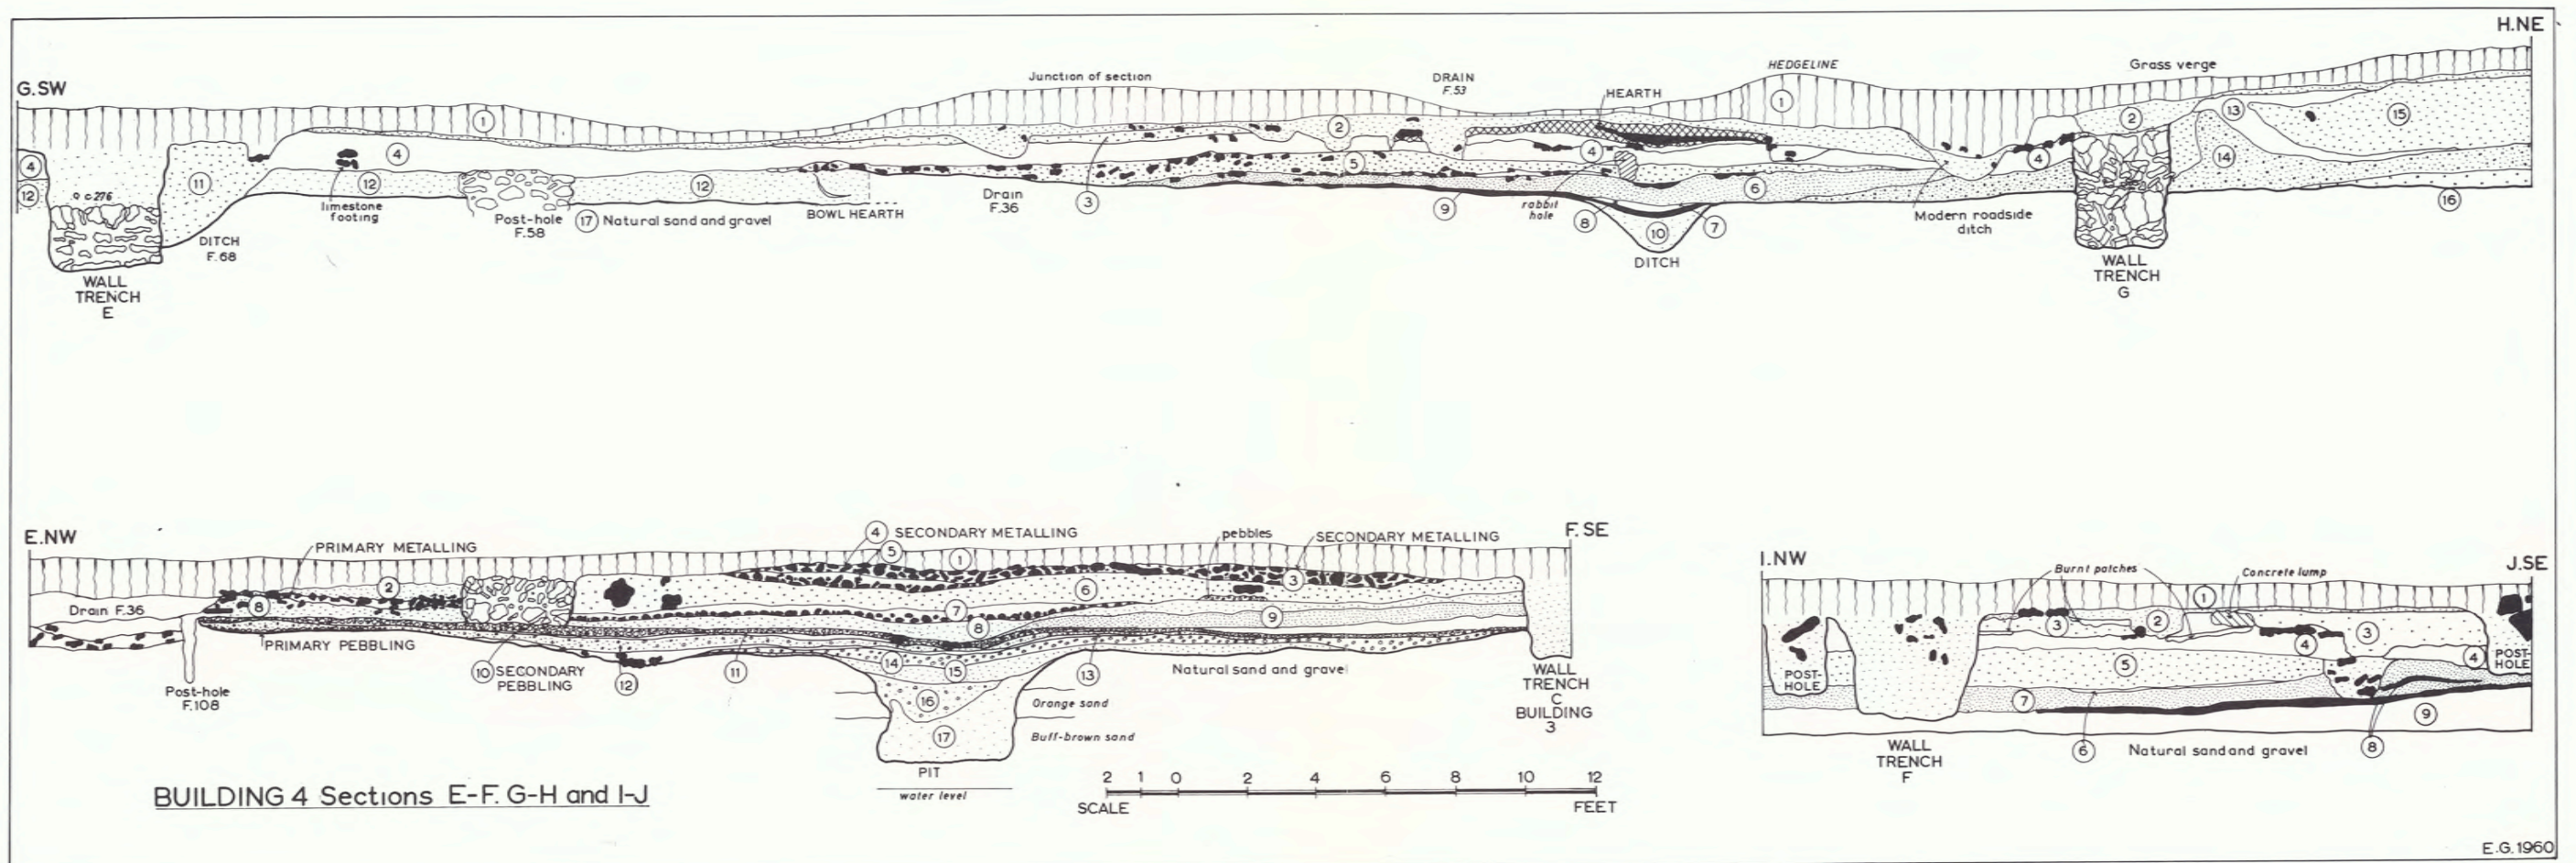 H.NE
G.SW
Junction of section
DRAIN
F.53
HEARTH
HEDGELINE
Grass verge
1
1
2
2
13
15
4
4
5
4
4
14
12
11
12
12
6
c 276
limestone
footing
Post-hole
F.58
17 Natural sand and gravel
BOWL HEARTH
Drain
F.36
3
9
rabbit
hole
8
10
7
Modern roadside
ditch
16
DITCH
F.68
DITCH
WALL
TRENCH
E
WALL
TRENCH
G
E.NW
F.SE
PRIMARY METALLING
4 SECONDARY METALLING
5
1
pebbles
SECONDARY METALLING
2
6
3
Drain F.36
8
7
8
9
PRIMARY PEBBLING
10 SECONDARY
PEBBLING
12
11
14
15
13
Natural sand and gravel
Post-hole
F.108
16
Orange sand
17
Buff-brown sand
PIT
water level
WALL
TRENCH
C
BUILDING
3
I.NW
J.SE
Burnt patches
Concrete lump
1
3
2
4
3
4
5
POST-
HOLE
POST-
HOLE
7
9
6
Natural sand and gravel
8
WALL
TRENCH
F
BUILDING 4 Sections E-F. G-H and I-J
2 1 0 2 4 6 8 10 12
SCALE FEET
E.G.1960